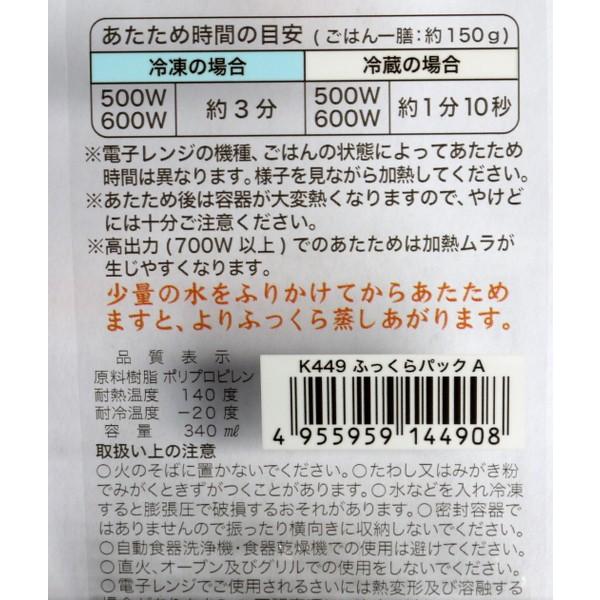 あたため時間の目安(ごはん一膳:約150g)
冷凍の場合 冷蔵の場合
500W
600W 約3分 500W
600W 約1分10秒
※電子レンジの機種、ごはんの状態によってあたため
時間は異なります。様子を見ながら加熱してください。
※あたため後は容器が大変熱くなりますので、やけど
には十分ご注意ください。
※高出力(700W以上)でのあたためは加熱ムラが
生じやすくなります。
少量の水をふりかけてからあたため
ますと、よりふっくら蒸しあがります。
品質表示
原料樹脂 ポリプロピレン
耐熱温度 140度
耐冷温度 −20度
容量 340㎖
K449 ふっくらパックA
4 955959 144908
取扱い上の注意
○火のそばに置かないでください。○たわし又はみがき粉
でみがくときずがつくことがあります。○水などを入れ冷凍
すると膨張圧で破損するおそれがあります。○密封容器で
はありませんので振ったり横向きに収納しないでください。
○自動食器洗浄機・食器乾燥機での使用は避けてください。
○直火、オーブン及びグリルでの使用をしないでください。
○電子レンジでご使用されるさいには熱変形及び溶融する